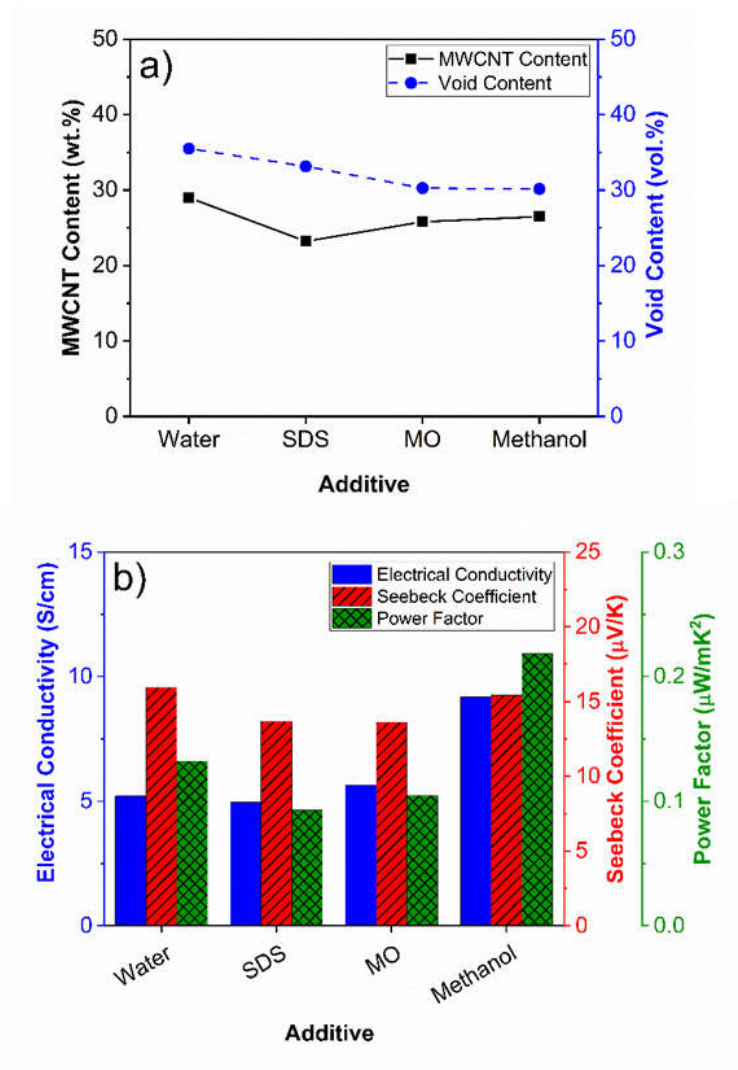 a)
MWCNT Content
Void Content
50
40
30
20
10
0
MWCNT Content (wt.%)
50
40
30
20
10
0
Void Content (vol.%)
Water SDS MO Methanol
Additive
b)
Electrical Conductivity
Seebeck Coefficient
Power Factor
15
10
5
0
Electrical Conductivity (S/cm)
25
20
15
10
5
0
Seebeck Coefficient (μV/K)
0.3
0.2
0.1
0.0
Power Factor (μW/mK²)
Water SDS MO Methanol
Additive